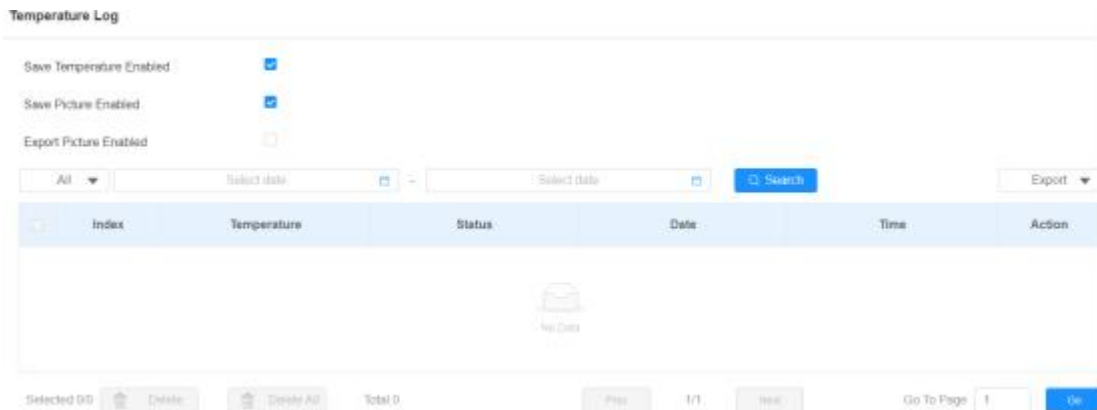 Temperature Log
Save Temperature Enabled
Save Picture Enabled
Export Picture Enabled
All Select date – Select date Search Export
Index Temperature Status Date Time Action
No Data
Selected 0/0 Delete Delete All Total 0 Prev 1/1 Next Go To Page 1 Go